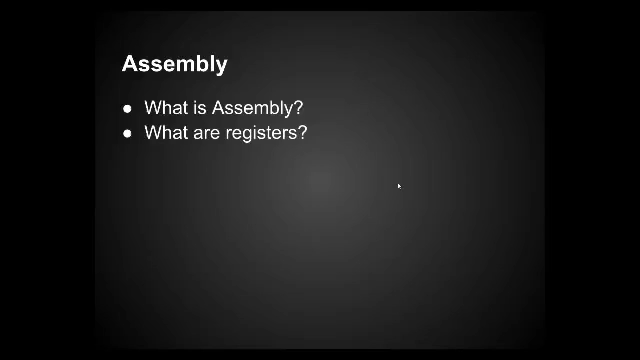 Assembly
● What is Assembly?
● What are registers?